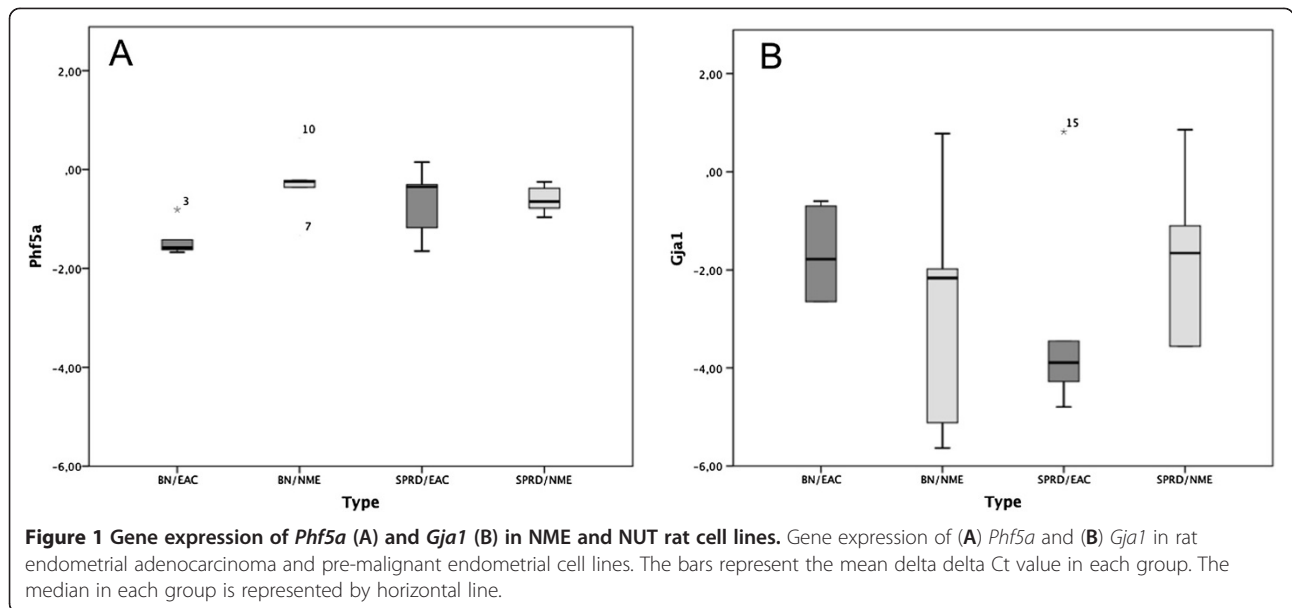 A
2,00
10
,00
3
7
Phf5a
-2,00
-4,00
-6,00
BN/EAC BN/NME SPRD/EAC SPRD/NME
Type
B
2,00
15
,00
Gja1
-2,00
-4,00
-6,00
BN/EAC BN/NME SPRD/EAC SPRD/NME
Type
Figure 1 Gene expression of Phf5a (A) and Gja1 (B) in NME and NUT rat cell lines. Gene expression of (A) Phf5a and (B) Gja1 in rat
endometrial adenocarcinoma and pre-malignant endometrial cell lines. The bars represent the mean delta delta Ct value in each group. The
median in each group is represented by horizontal line.